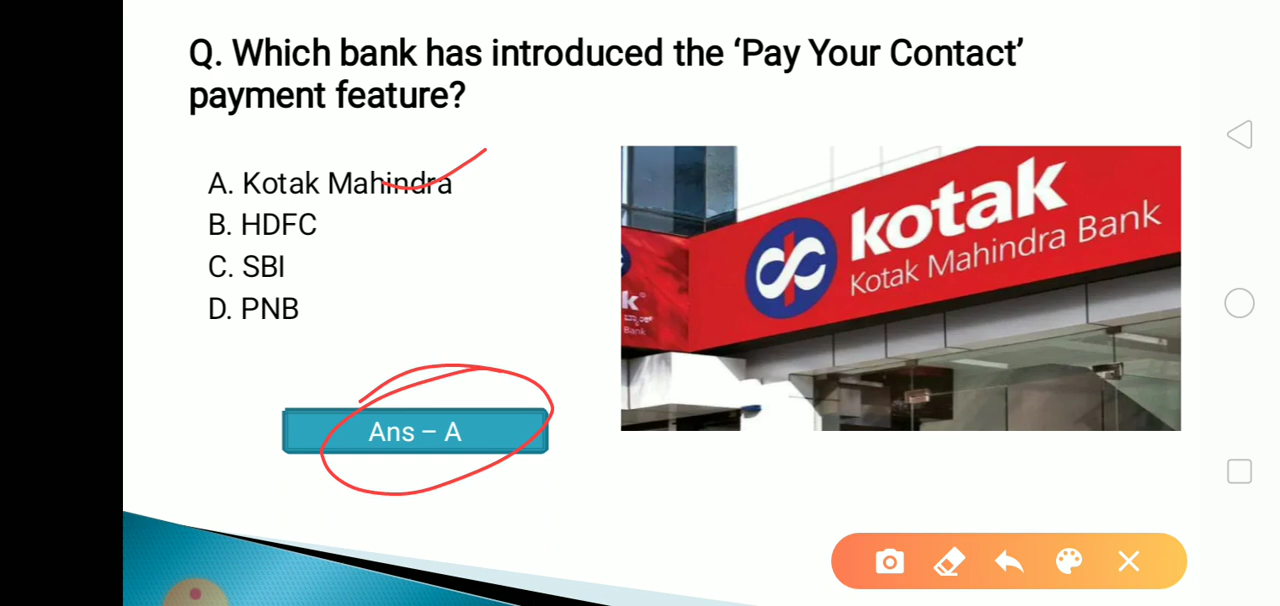 Q. Which bank has introduced the ‘Pay Your Contact’
payment feature?
A. Kotak Mahindra
B. HDFC
C. SBI
D. PNB
Ans – A
kotak
Kotak Mahindra Bank
k
Bank